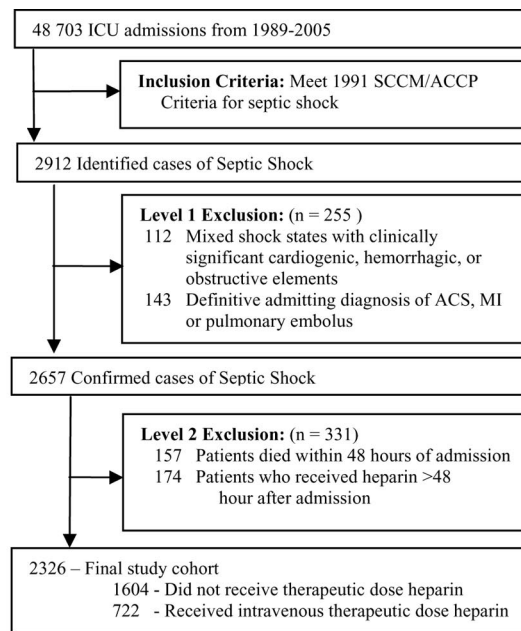 48 703 ICU admissions from 1989-2005
Inclusion Criteria: Meet 1991 SCCM/ACCP
Criteria for septic shock
2912 Identified cases of Septic Shock
Level 1 Exclusion: (n = 255 )
112 Mixed shock states with clinically
significant cardiogenic, hemorrhagic, or
obstructive elements
143 Definitive admitting diagnosis of ACS, MI
or pulmonary embolus
2657 Confirmed cases of Septic Shock
Level 2 Exclusion: (n = 331)
157 Patients died within 48 hours of admission
174 Patients who received heparin >48
hour after admission
2326 – Final study cohort
1604 - Did not receive therapeutic dose heparin
722 - Received intravenous therapeutic dose heparin